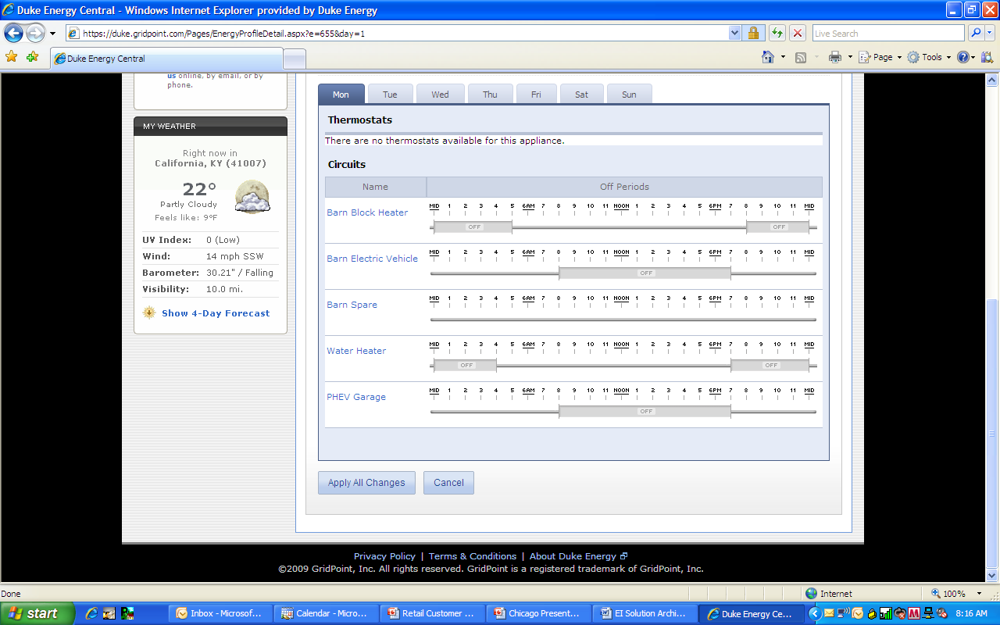 Duke Energy Central - Windows Internet Explorer provided by Duke Energy
https://duke.gridpoint.com/Pages/EnergyProfileDetail.aspx?e=655&day=1
Live Search
Duke Energy Central
Page
Tools
us online, by email, or by
phone.
MY WEATHER
Right now in
California, KY (41007)
22°
Partly Cloudy
Feels like: 9°F
UV Index: 0 (Low)
Wind: 14 mph SSW
Barometer: 30.21" / Falling
Visibility: 10.0 mi.
Show 4-Day Forecast
Mon Tue Wed Thu Fri Sat Sun
Thermostats
There are no thermostats available for this appliance.
Circuits
Name Off Periods
MID 1 2 3 4 5 6AM 7 8 9 10 11 NOON 1 2 3 4 5 6PM 7 8 9 10 11 MID
Barn Block Heater
OFF OFF
MID 1 2 3 4 5 6AM 7 8 9 10 11 NOON 1 2 3 4 5 6PM 7 8 9 10 11 MID
Barn Electric Vehicle
OFF
MID 1 2 3 4 5 6AM 7 8 9 10 11 NOON 1 2 3 4 5 6PM 7 8 9 10 11 MID
Barn Spare
MID 1 2 3 4 5 6AM 7 8 9 10 11 NOON 1 2 3 4 5 6PM 7 8 9 10 11 MID
Water Heater
OFF OFF
MID 1 2 3 4 5 6AM 7 8 9 10 11 NOON 1 2 3 4 5 6PM 7 8 9 10 11 MID
PHEV Garage
OFF
Apply All Changes Cancel
Privacy Policy | Terms & Conditions | About Duke Energy
©2009 GridPoint, Inc. All rights reserved. GridPoint is a registered trademark of GridPoint, Inc.
Done Internet 100%
start Inbox - Microsof... Calendar - Micro... Retail Customer ... Chicago Present... EI Solution Archi... Duke Energy Ce... 8:16 AM